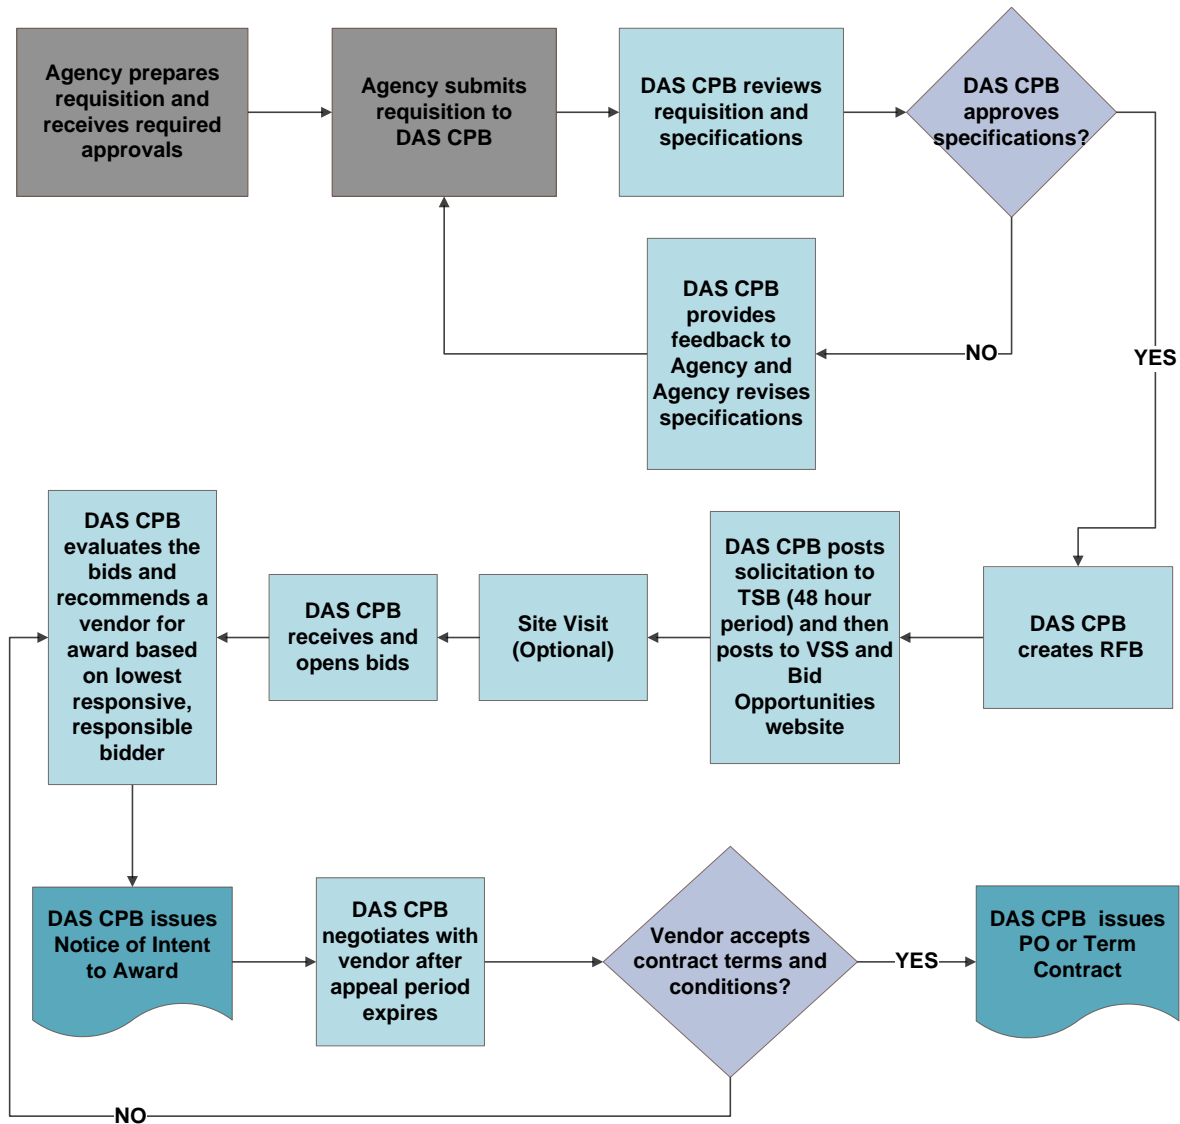 Agency prepares
requisition and
receives required
approvals
Agency submits
requisition to
DAS CPB
DAS CPB reviews
requisition and
specifications
DAS CPB
approves
specifications?
DAS CPB
provides
feedback to
Agency and
Agency revises
specifications
NO
YES
DAS CPB
evaluates the
bids and
recommends a
vendor for
award based
on lowest
responsive,
responsible
bidder
DAS CPB
receives and
opens bids
Site Visit
(Optional)
DAS CPB posts
solicitation to
TSB (48 hour
period) and then
posts to VSS and
Bid
Opportunities
website
DAS CPB
creates RFB
DAS CPB issues
Notice of Intent
to Award
DAS CPB
negotiates with
vendor after
appeal period
expires
Vendor accepts
contract terms and
conditions?
YES
DAS CPB  issues
PO or Term
Contract
NO